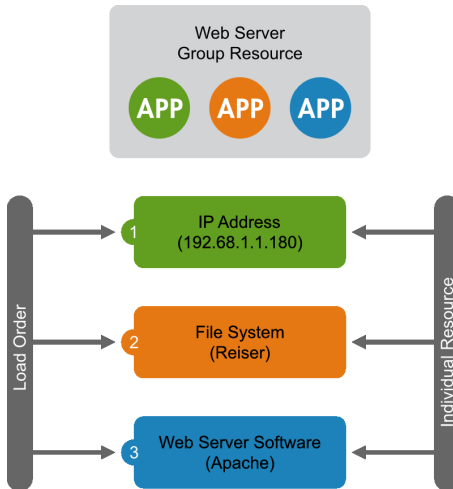 Web Server
Group Resource
APP APP APP
IP Address
(192.68.1.1.180)
1
File System
(Reiser)
2
Web Server Software
(Apache)
3
Load Order
Individual Resource